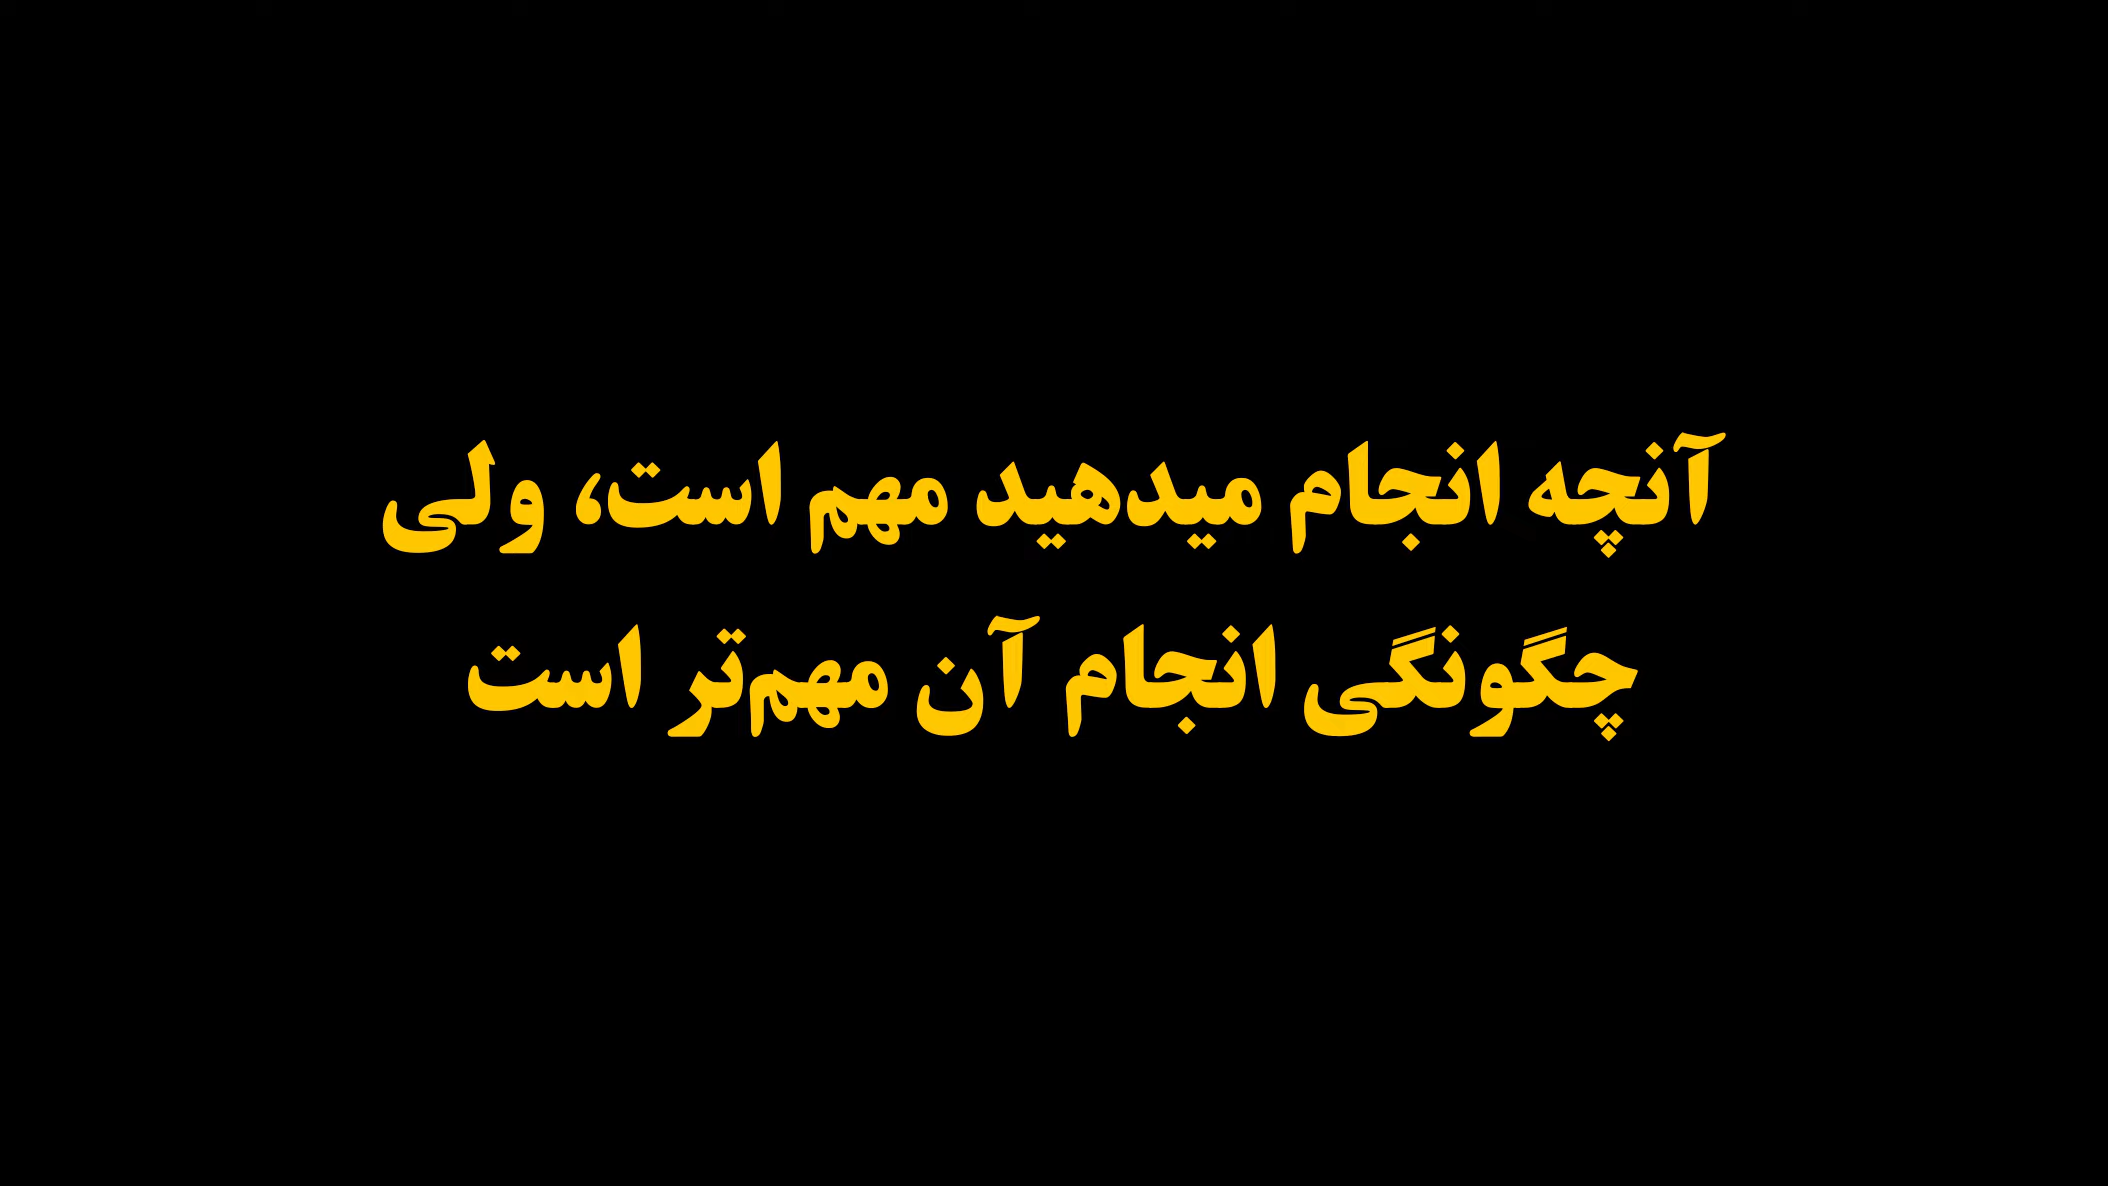 آنچه انجام میدهید مهم است، ولی
چگونگی انجام آن مهم‌تر است